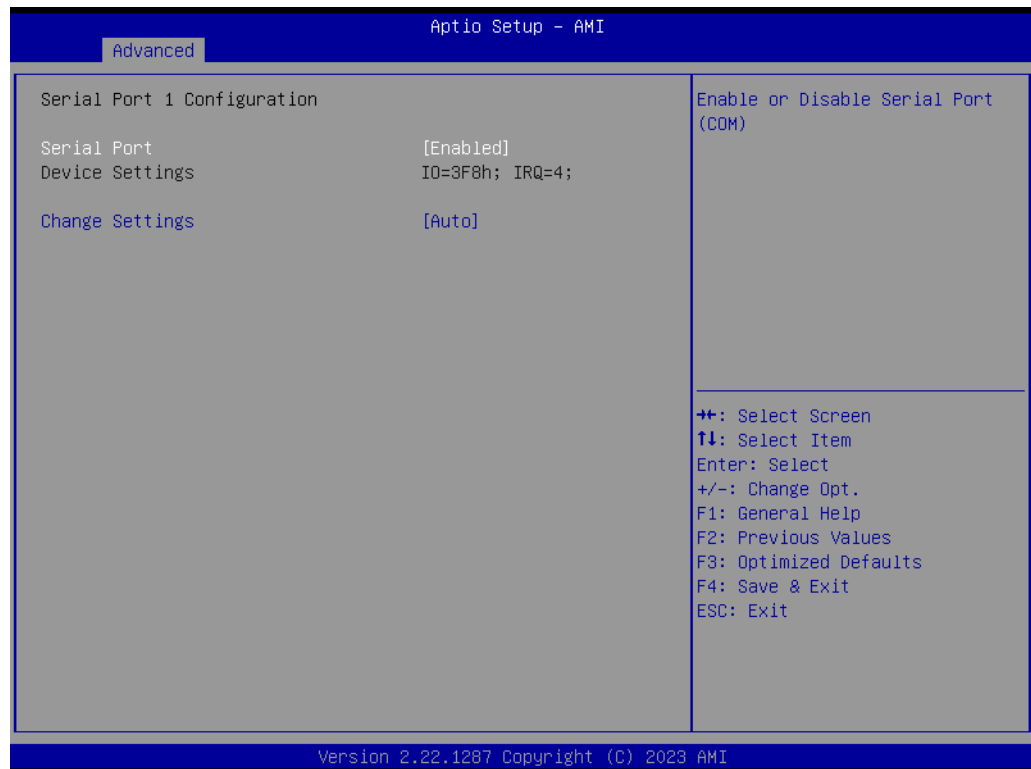 Aptio Setup – AMI
Advanced
Serial Port 1 Configuration
Serial Port [Enabled]
Device Settings IO=3F8h; IRQ=4;
Change Settings [Auto]
Enable or Disable Serial Port
(COM)
→←: Select Screen
↑↓: Select Item
Enter: Select
+/-: Change Opt.
F1: General Help
F2: Previous Values
F3: Optimized Defaults
F4: Save & Exit
ESC: Exit
Version 2.22.1287 Copyright (C) 2023 AMI